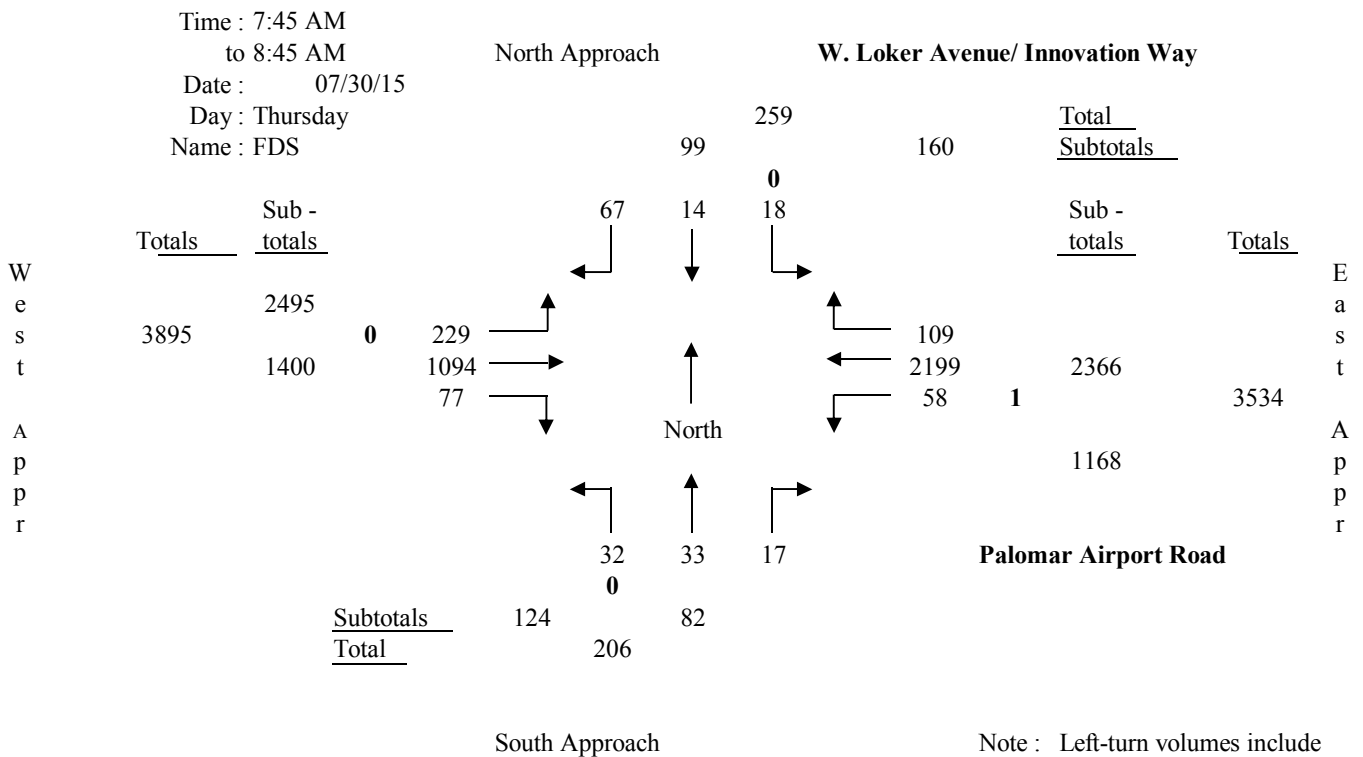 Time : 7:45 AM
to 8:45 AM North Approach W. Loker Avenue/ Innovation Way
Date : 07/30/15
Day : Thursday 259 Total
Name : FDS 99 160 Subtotals
0
Sub - 67 14 18 Sub -
Totals totals totals Totals
W E
e 2495 a
s 3895 0 229 109 s
t 1400 1094 2199 2366 t
77 58 1 3534
A North A
p 1168 p
p p
r r
32 33 17 Palomar Airport Road
0
Subtotals 124 82
Total 206
South Approach Note : Left-turn volumes include